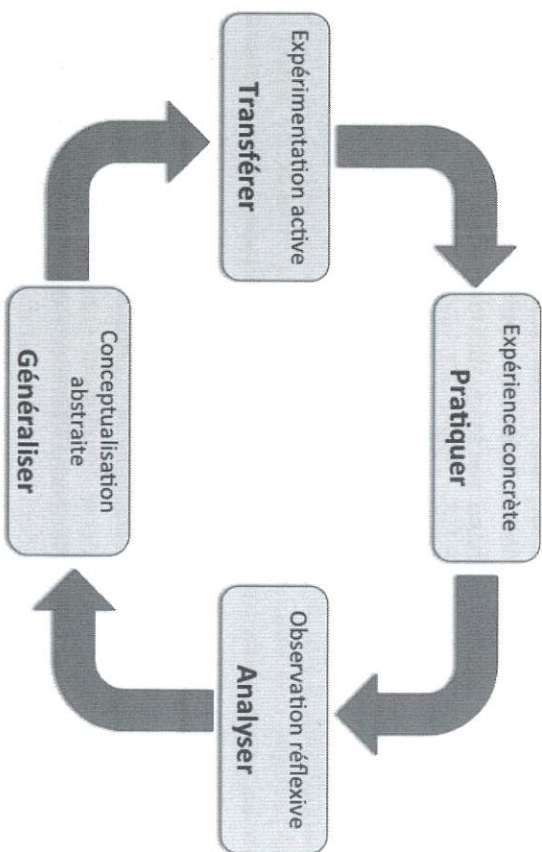 Expérience concrète
Pratiquer
Observation réflexive
Analyser
Conceptualisation
abstraite
Généraliser
Expérimentation active
Transférer